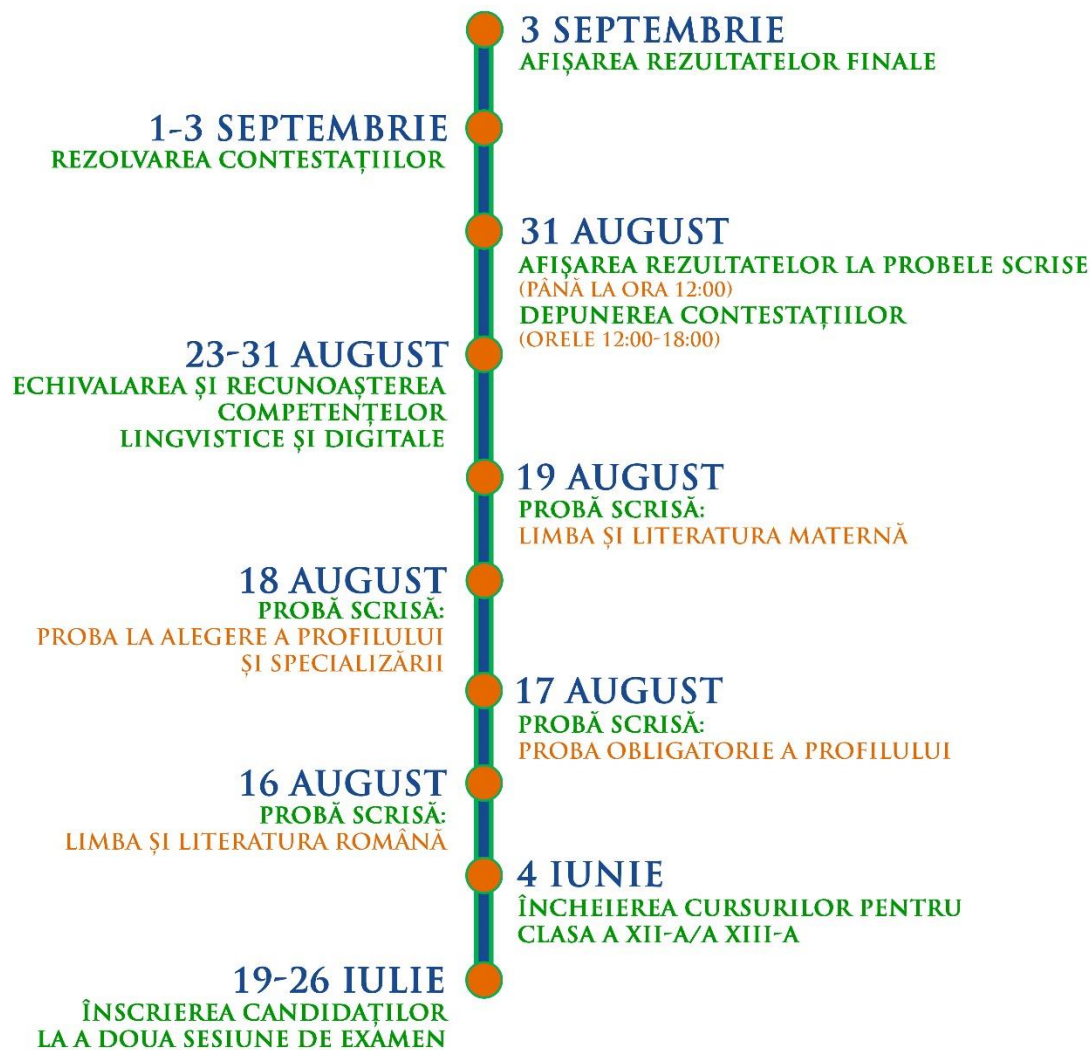 3 SEPTEMBRIE
AFIȘAREA REZULTATELOR FINALE
1-3 SEPTEMBRIE
REZOLVAREA CONTESTAȚIILOR
31 AUGUST
AFIȘAREA REZULTATELOR LA PROBELE SCRISE
(PÂNĂ LA ORA 12:00)
DEPUNEREA CONTESTAȚIILOR
(ORELE 12:00-18:00)
23-31 AUGUST
ECHIVALAREA ȘI RECUNOAȘTEREA
COMPETENȚELOR
LINGVISTICE ȘI DIGITALE
19 AUGUST
PROBĂ SCRISĂ:
LIMBA ȘI LITERATURA MATERNĂ
18 AUGUST
PROBĂ SCRISĂ:
PROBA LA ALEGERE A PROFILULUI
ȘI SPECIALIZĂRII
17 AUGUST
PROBĂ SCRISĂ:
PROBA OBLIGATORIE A PROFILULUI
16 AUGUST
PROBĂ SCRISĂ:
LIMBA ȘI LITERATURA ROMÂNĂ
4 IUNIE
ÎNCHEIEREA CURSURILOR PENTRU
CLASA A XII-A/A XIII-A
19-26 IULIE
ÎNSCRIEREA CANDIDAȚILOR
LA A DOUA SESIUNE DE EXAMEN